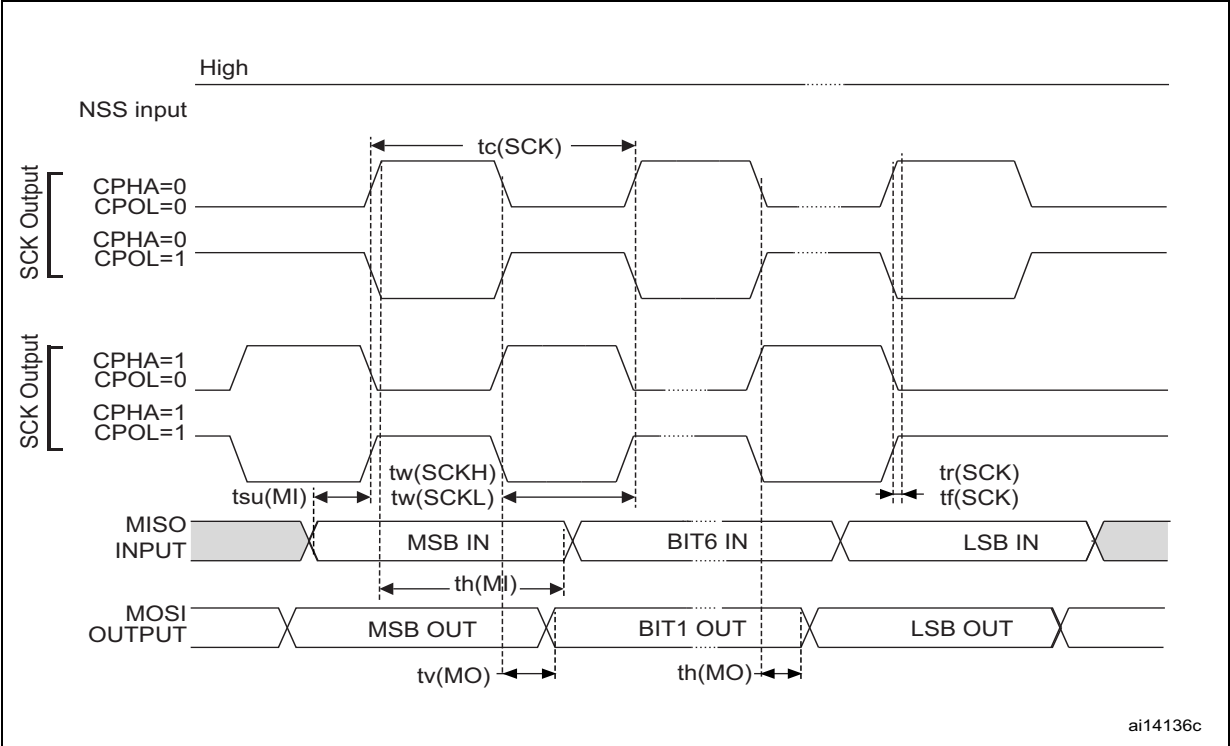 High
NSS input
tc(SCK)
SCK Output
CPHA=0
CPOL=0
CPHA=0
CPOL=1
SCK Output
CPHA=1
CPOL=0
CPHA=1
CPOL=1
tw(SCKH)
tw(SCKL)
tr(SCK)
tf(SCK)
tsu(MI)
MISO
INPUT
MSB IN
BIT6 IN
LSB IN
th(MI)
MOSI
OUTPUT
MSB OUT
BIT1 OUT
LSB OUT
tv(MO)
th(MO)
ai14136c